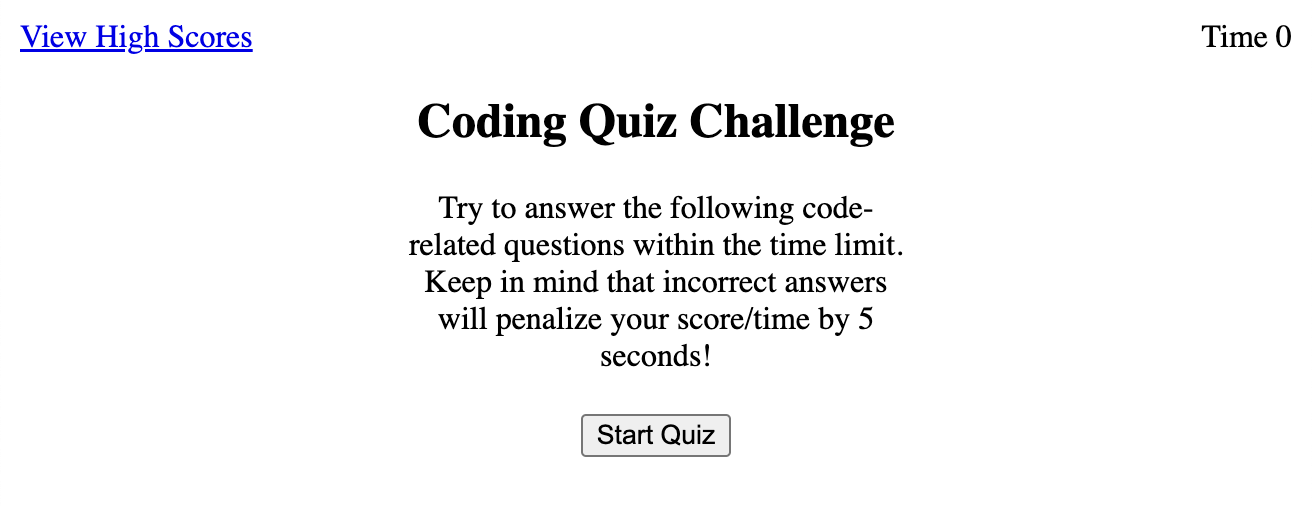 View High Scores
Time 0
Coding Quiz Challenge
Try to answer the following code-
related questions within the time limit.
Keep in mind that incorrect answers
will penalize your score/time by 5
seconds!
Start Quiz